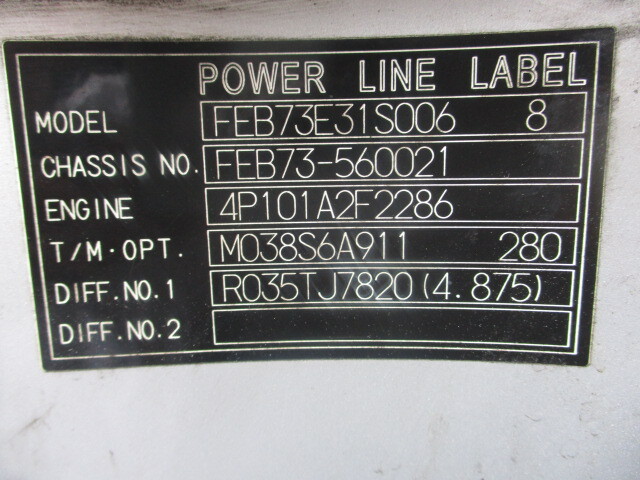 POWER LINE LABEL
MODEL FEB73E31S006 8
CHASSIS NO. FEB73-560021
ENGINE 4P101A2F2286
T/M·OPT. M038S6A911 280
DIFF.NO.1 R035TJ7820(4.875)
DIFF.NO.2